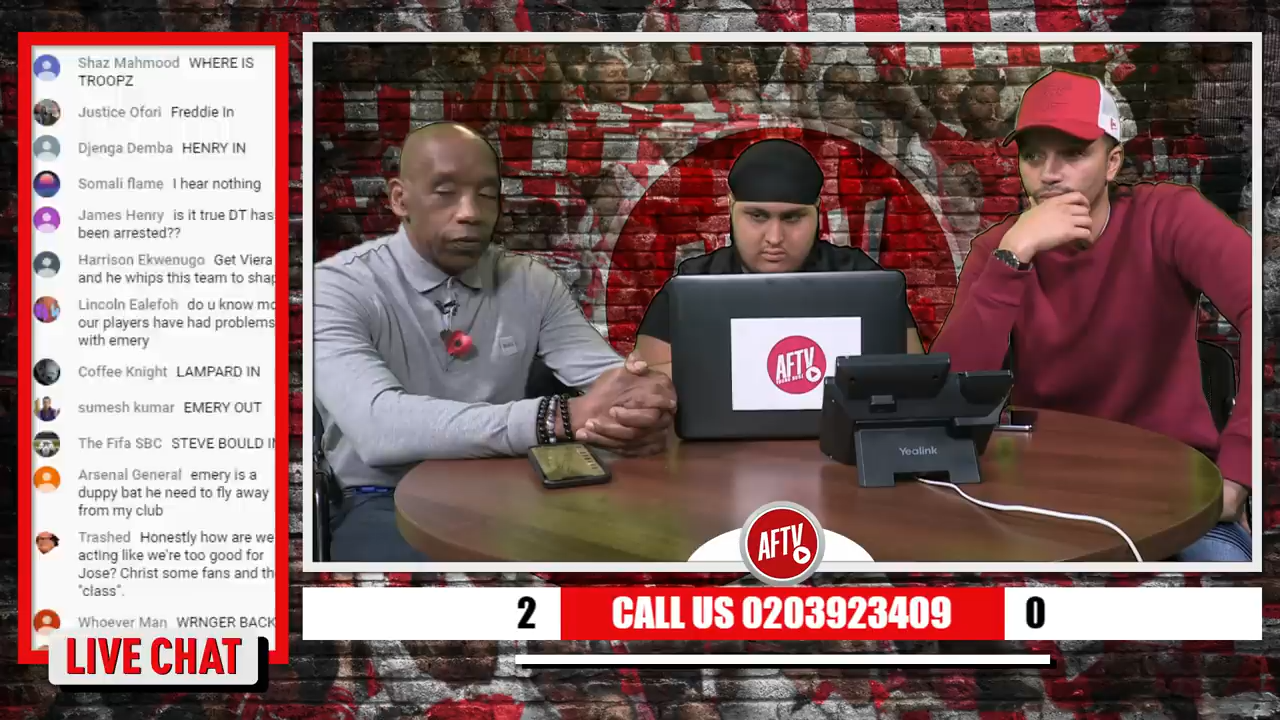 Shaz Mahmood WHERE IS
TROOPZ
Justice Ofori Freddie In
Djenga Demba HENRY IN
Somali flame I hear nothing
James Henry is it true DT has
been arrested??
Harrison Ekwenugo Get Viera
and he whips this team to shap
Lincoln Ealefoh do u know mo
our players have had problems
with emery
Coffee Knight LAMPARD IN
sumesh kumar EMERY OUT
The Fifa SBC STEVE BOULD IN
Arsenal General emery is a
duppy bat he need to fly away
from my club
Trashed Honestly how are we
acting like we're too good for
Jose? Christ some fans and the
"class".
Whoever Man WRNGER BACK
LIVE CHAT
AFTV
Yealink
AFTV
2 CALL US 0203923409 0